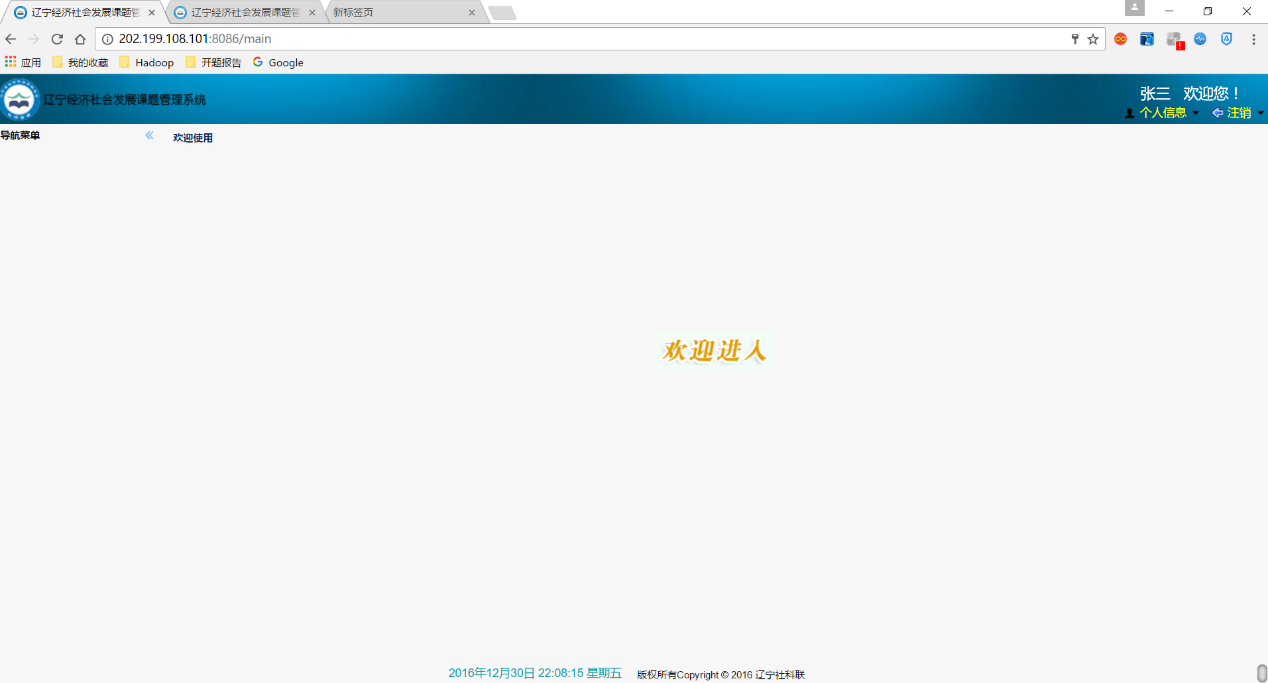 辽宁经济社会发展课题管
辽宁经济社会发展课题管
新标签页
202.199.108.101:8086/main
应用 我的收藏 Hadoop 开题报告 Google
辽宁经济社会发展课题管理系统
张三 欢迎您！
个人信息 注销
导航菜单
欢迎使用
欢迎进人
2016年12月30日 22:08:15 星期五 版权所有Copyright © 2016 辽宁社科联